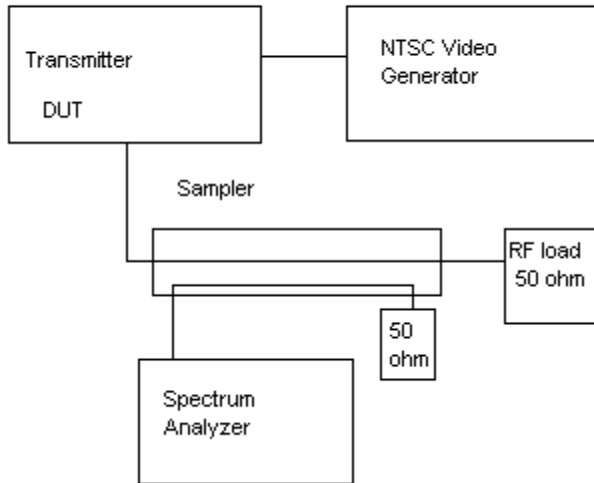 Transmitter
DUT
NTSC Video
Generator
Sampler
RF load
50 ohm
50
ohm
Spectrum
Analyzer